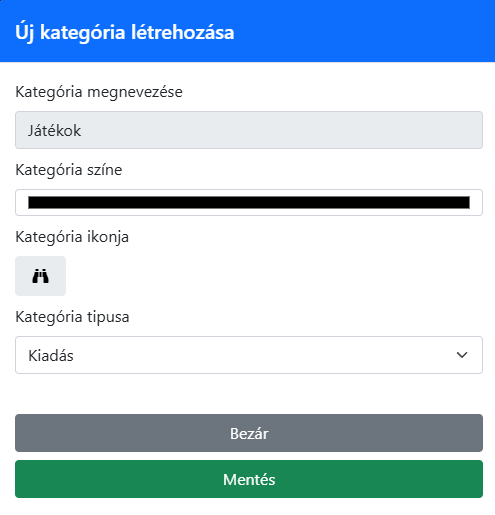 Új kategória létrehozása
Kategória megnevezése
Játékok
Kategória színe
Kategória ikonja
Kategória tipusa
Kiadás
Bezár
Mentés